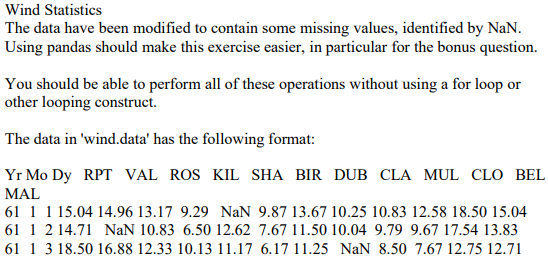 Wind Statistics
The data have been modified to contain some missing values, identified by NaN.
Using pandas should make this exercise easier, in particular for the bonus question.
You should be able to perform all of these operations without using a for loop or
other looping construct.
The data in 'wind.data' has the following format:
Yr Mo Dy RPT VAL ROS KIL SHA BIR DUB CLA MUL CLO BEL
MAL
61 1 1 15.04 14.96 13.17 9.29 NaN 9.87 13.67 10.25 10.83 12.58 18.50 15.04
61 1 2 14.71 NaN 10.83 6.50 12.62 7.67 11.50 10.04 9.79 9.67 17.54 13.83
61 1 3 18.50 16.88 12.33 10.13 11.17 6.17 11.25 NaN 8.50 7.67 12.75 12.71